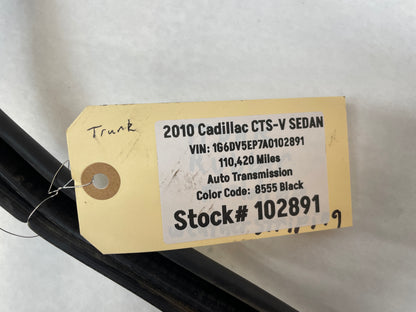 Trunk
2010 Cadillac CTS-V SEDAN
VIN: 1G6DV5EP7A0102891
110,420 Miles
Auto Transmission
Color Code: 8555 Black
Stock# 102891